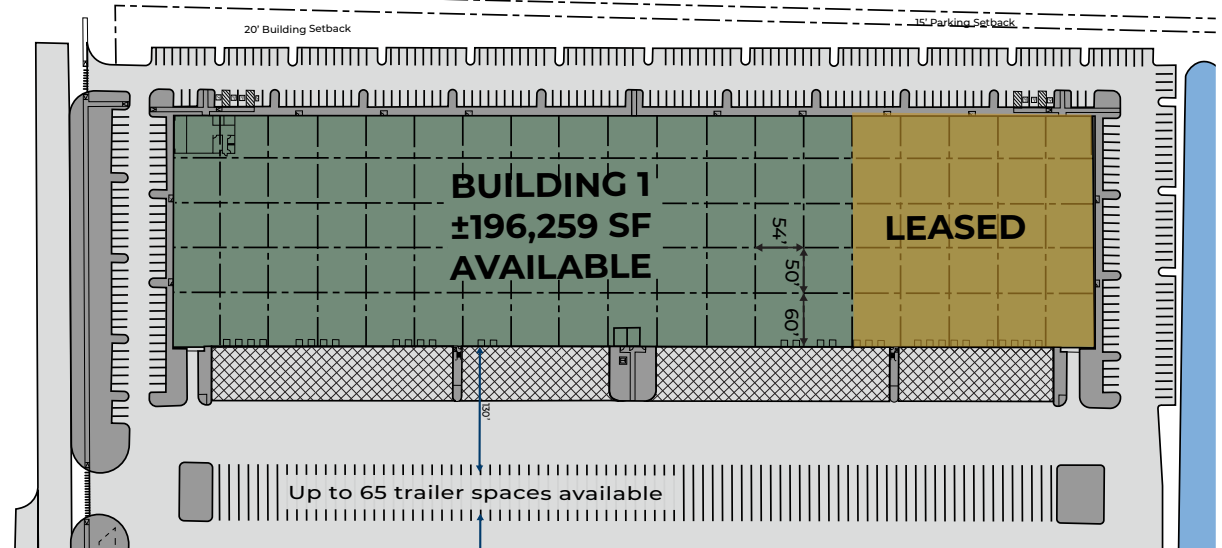 20' Building Setback
15' Parking Setback
BUILDING 1
±196,259 SF
AVAILABLE
LEASED
54'
50'
60'
130'
Up to 65 trailer spaces available